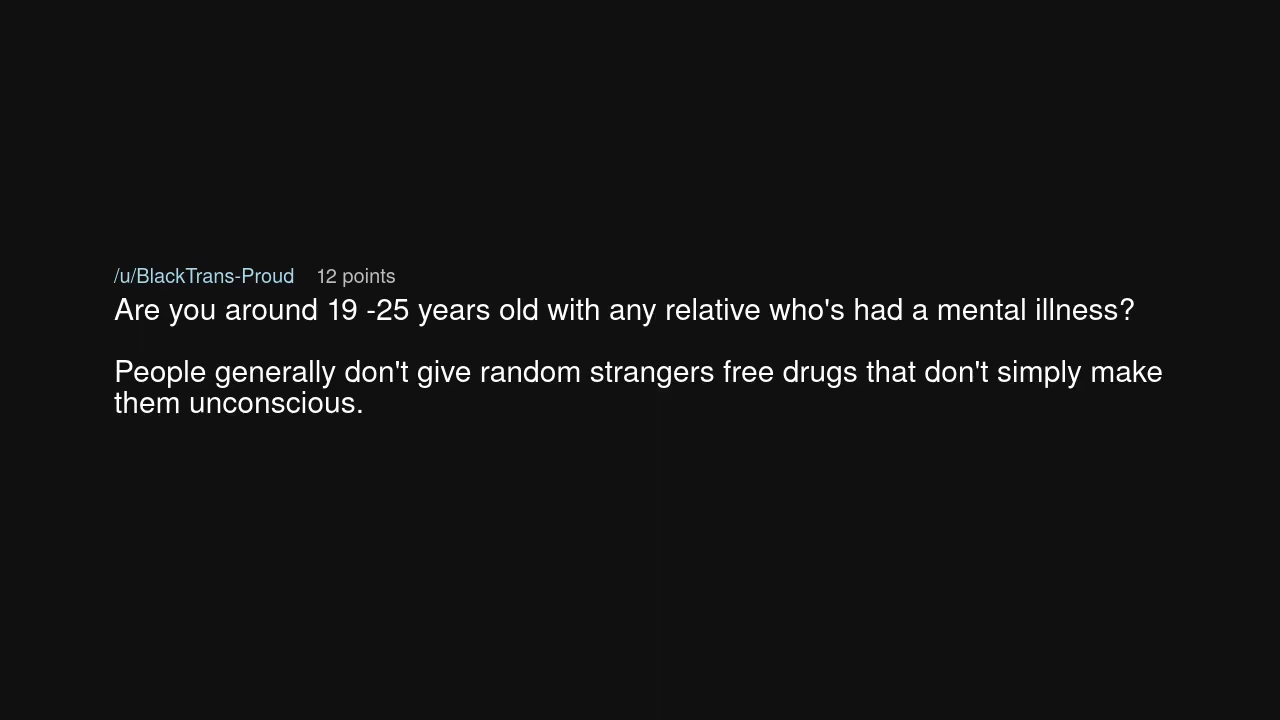 /u/BlackTrans-Proud 12 points
Are you around 19 -25 years old with any relative who's had a mental illness?
People generally don't give random strangers free drugs that don't simply make
them unconscious.